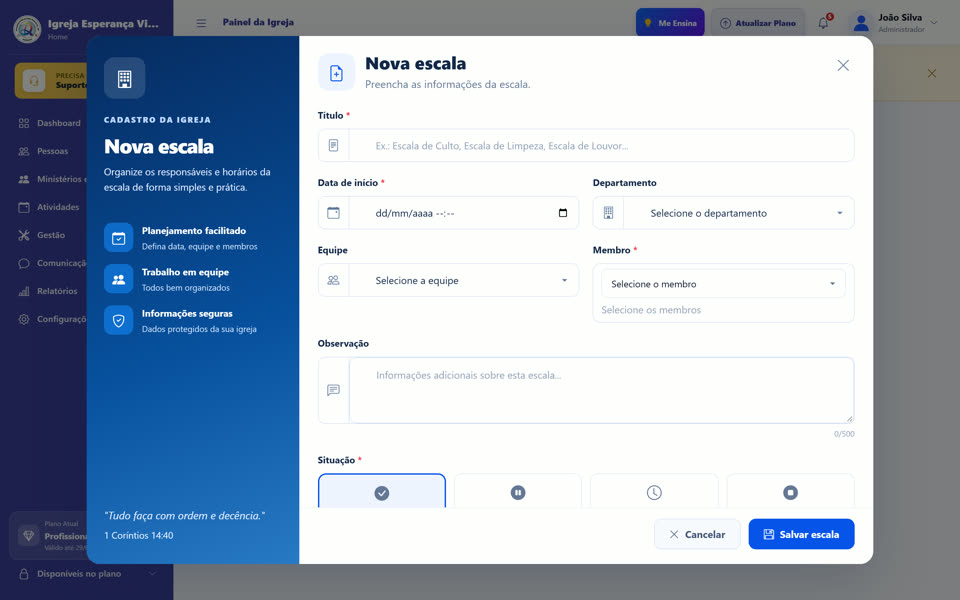 Igreja Esperança Vi...
Home
Painel da Igreja
Me Ensina
Atualizar Plano
6
João Silva
Administrador
PRECISA
Suport
Dashboard
Pessoas
Ministérios e
Atividades
Gestão
Comunicaçã
Relatórios
Configuraçõ
Plano Atual
Profission
Válido até 29/
Disponíveis no plano
CADASTRO DA IGREJA
Nova escala
Organize os responsáveis e horários da
escala de forma simples e prática.
Planejamento facilitado
Defina data, equipe e membros
Trabalho em equipe
Todos bem organizados
Informações seguras
Dados protegidos da sua igreja
"Tudo faça com ordem e decência."
1 Coríntios 14:40
Nova escala
Preencha as informações da escala.
Título *
Ex.: Escala de Culto, Escala de Limpeza, Escala de Louvor...
Data de início *
dd/mm/aaaa --:--
Departamento
Selecione o departamento
Equipe
Selecione a equipe
Membro *
Selecione o membro
Selecione os membros
Observação
Informações adicionais sobre esta escala...
0/500
Situação *
Cancelar
Salvar escala